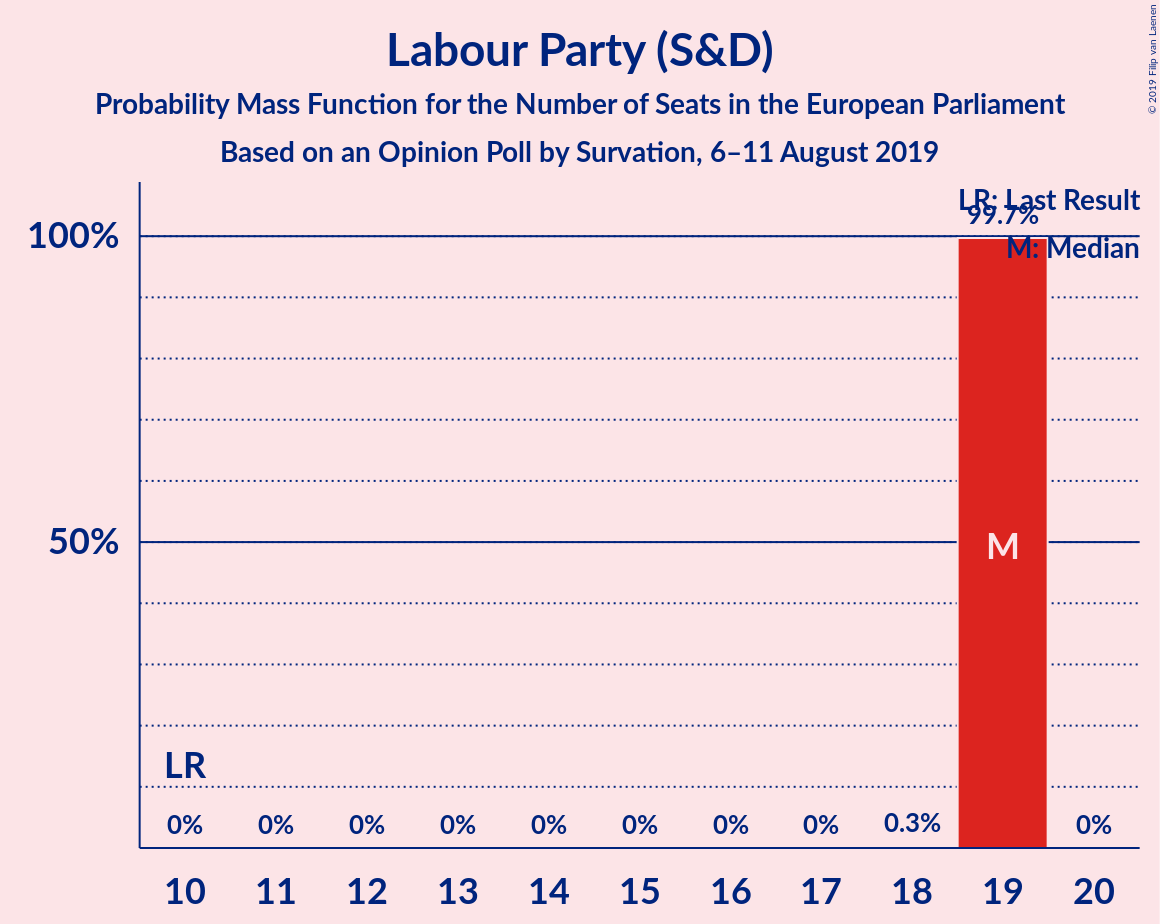 Labour Party (S&D)
Probability Mass Function for the Number of Seats in the European Parliament
Based on an Opinion Poll by Survation, 6–11 August 2019
© 2019 Filip van Laenen
LR: Last Result
99.7%
M: Median
100%
50%
M
LR
0% 0% 0% 0% 0% 0% 0% 0% 0.3% 0%
10 11 12 13 14 15 16 17 18 19 20